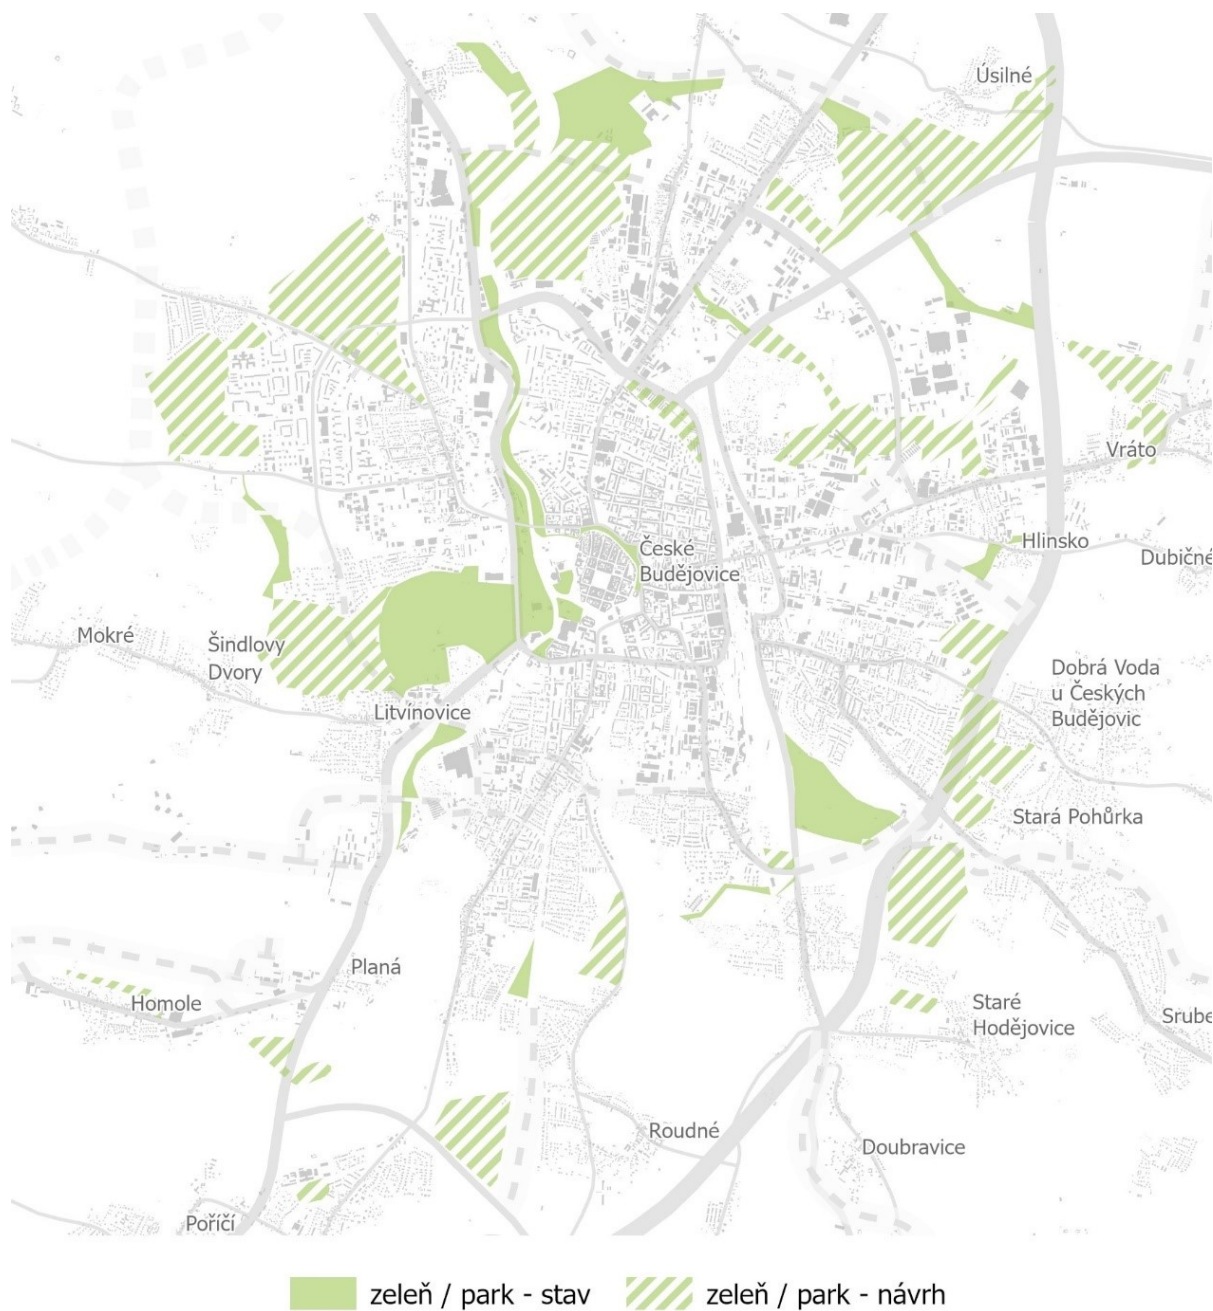 Úsilné
Vráto
Hlinsko
České
Budějovice
Dubičné
Mokré
Šindlovy
Dvory
Dobrá Voda
u Českých
Budějovic
Litvínovice
Stará Pohůrka
Planá
Homole
Staré
Hodějovice
Srube
Roudné
Doubravice
Poříčí
zeleň / park - stav
zeleň / park - návrh